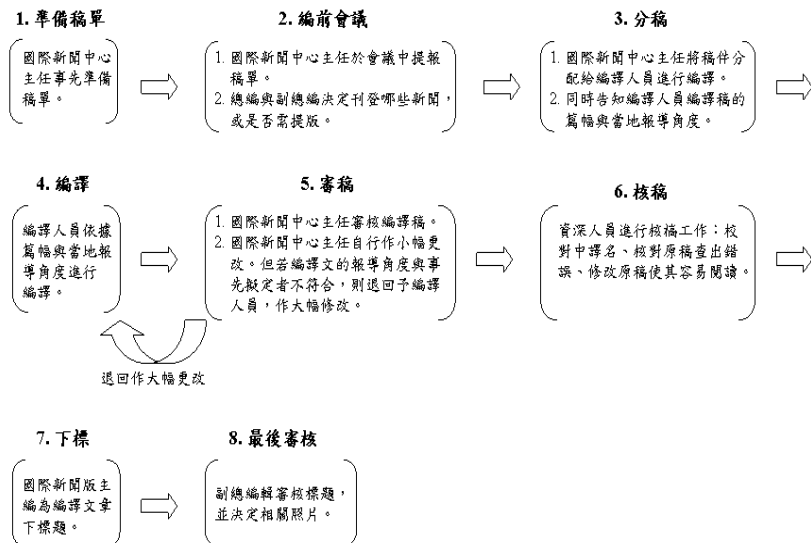 1. 準備稿單
國際新聞中心
主任事先準備
稿單。
2. 編前會議
1. 國際新聞中心主任於會議中提報
稿單。
2. 總編與副總編決定刊登哪些新聞，
或是否需提版。
3. 分稿
1. 國際新聞中心主任將稿件分
配給編譯人員進行編譯。
2. 同時告知編譯人員編譯稿的
篇幅與當地報導角度。
4. 編譯
編譯人員依據
篇幅與當地報
導角度進行
編譯。
5. 審稿
1. 國際新聞中心主任審核編譯稿。
2. 國際新聞中心主任自行作小幅更
改。但若編譯文的報導角度與事
先擬定者不符合，則退回予編譯
人員，作大幅修改。
退回作大幅更改
6. 核稿
資深人員進行核稿工作：校
對中譯名、核對原稿查出錯
誤、修改原稿使其容易閱讀。
7. 下標
國際新聞版主
編為編譯文章
下標題。
8. 最後審核
副總編輯審核標題，
並決定相關照片。